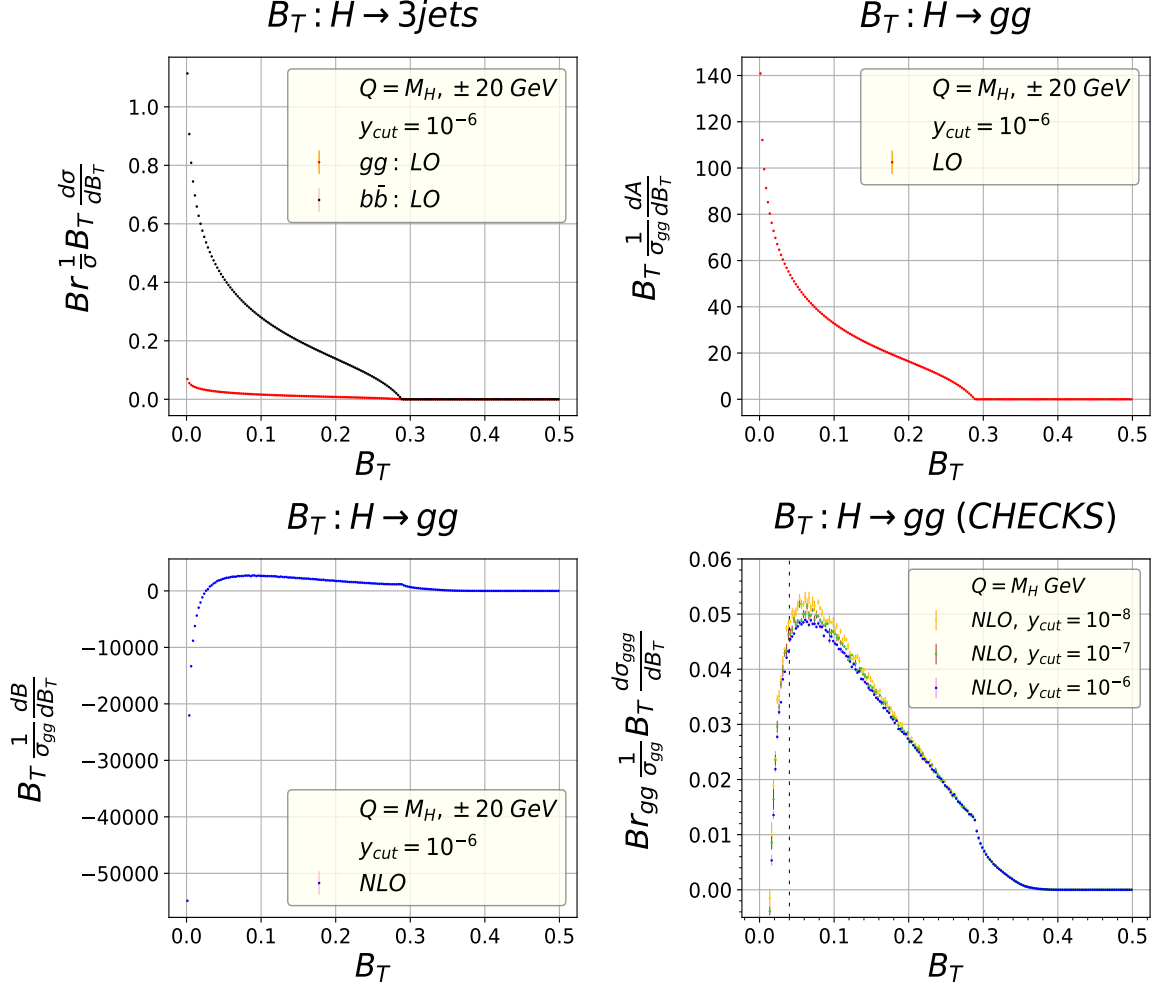 B_T : H → 3jets
Br 1/σ B_T dσ/dB_T
1.0
0.8
0.6
0.4
0.2
0.0
Q = M_H, ± 20 GeV
y_cut = 10^−6
gg : LO
bb̄ : LO
0.0 0.1 0.2 0.3 0.4 0.5
B_T
B_T : H → gg
B_T 1/σ_gg dA/dB_T
140
120
100
80
60
40
20
0
Q = M_H, ± 20 GeV
y_cut = 10^−6
LO
0.0 0.1 0.2 0.3 0.4 0.5
B_T
B_T : H → gg
B_T 1/σ_gg dB/dB_T
0
−10000
−20000
−30000
−40000
−50000
Q = M_H, ± 20 GeV
y_cut = 10^−6
NLO
0.0 0.1 0.2 0.3 0.4 0.5
B_T
B_T : H → gg (CHECKS)
Br_gg 1/σ_gg B_T dσ_ggg/dB_T
0.06
0.05
0.04
0.03
0.02
0.01
0.00
Q = M_H GeV
NLO, y_cut = 10^−8
NLO, y_cut = 10^−7
NLO, y_cut = 10^−6
0.0 0.1 0.2 0.3 0.4 0.5
B_T